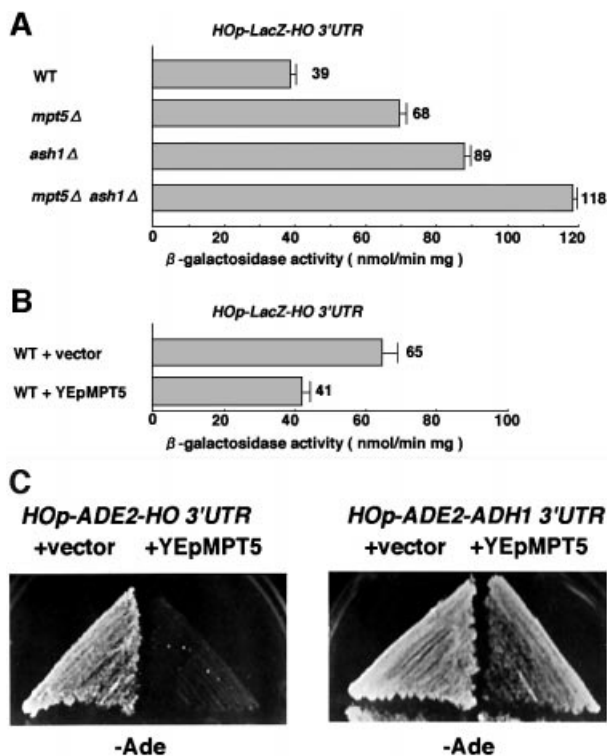 A
HOp-LacZ-HO 3'UTR
WT 39
mpt5Δ 68
ash1Δ 89
mpt5Δ ash1Δ 118
0 20 40 60 80 100 120
β-galactosidase activity ( nmol/min mg )
B
HOp-LacZ-HO 3'UTR
WT + vector 65
WT + YEpMPT5 41
0 20 40 60 80 100
β-galactosidase activity ( nmol/min mg )
C
HOp-ADE2-HO 3'UTR HOp-ADE2-ADH1 3'UTR
+vector +YEpMPT5 +vector +YEpMPT5
-Ade -Ade